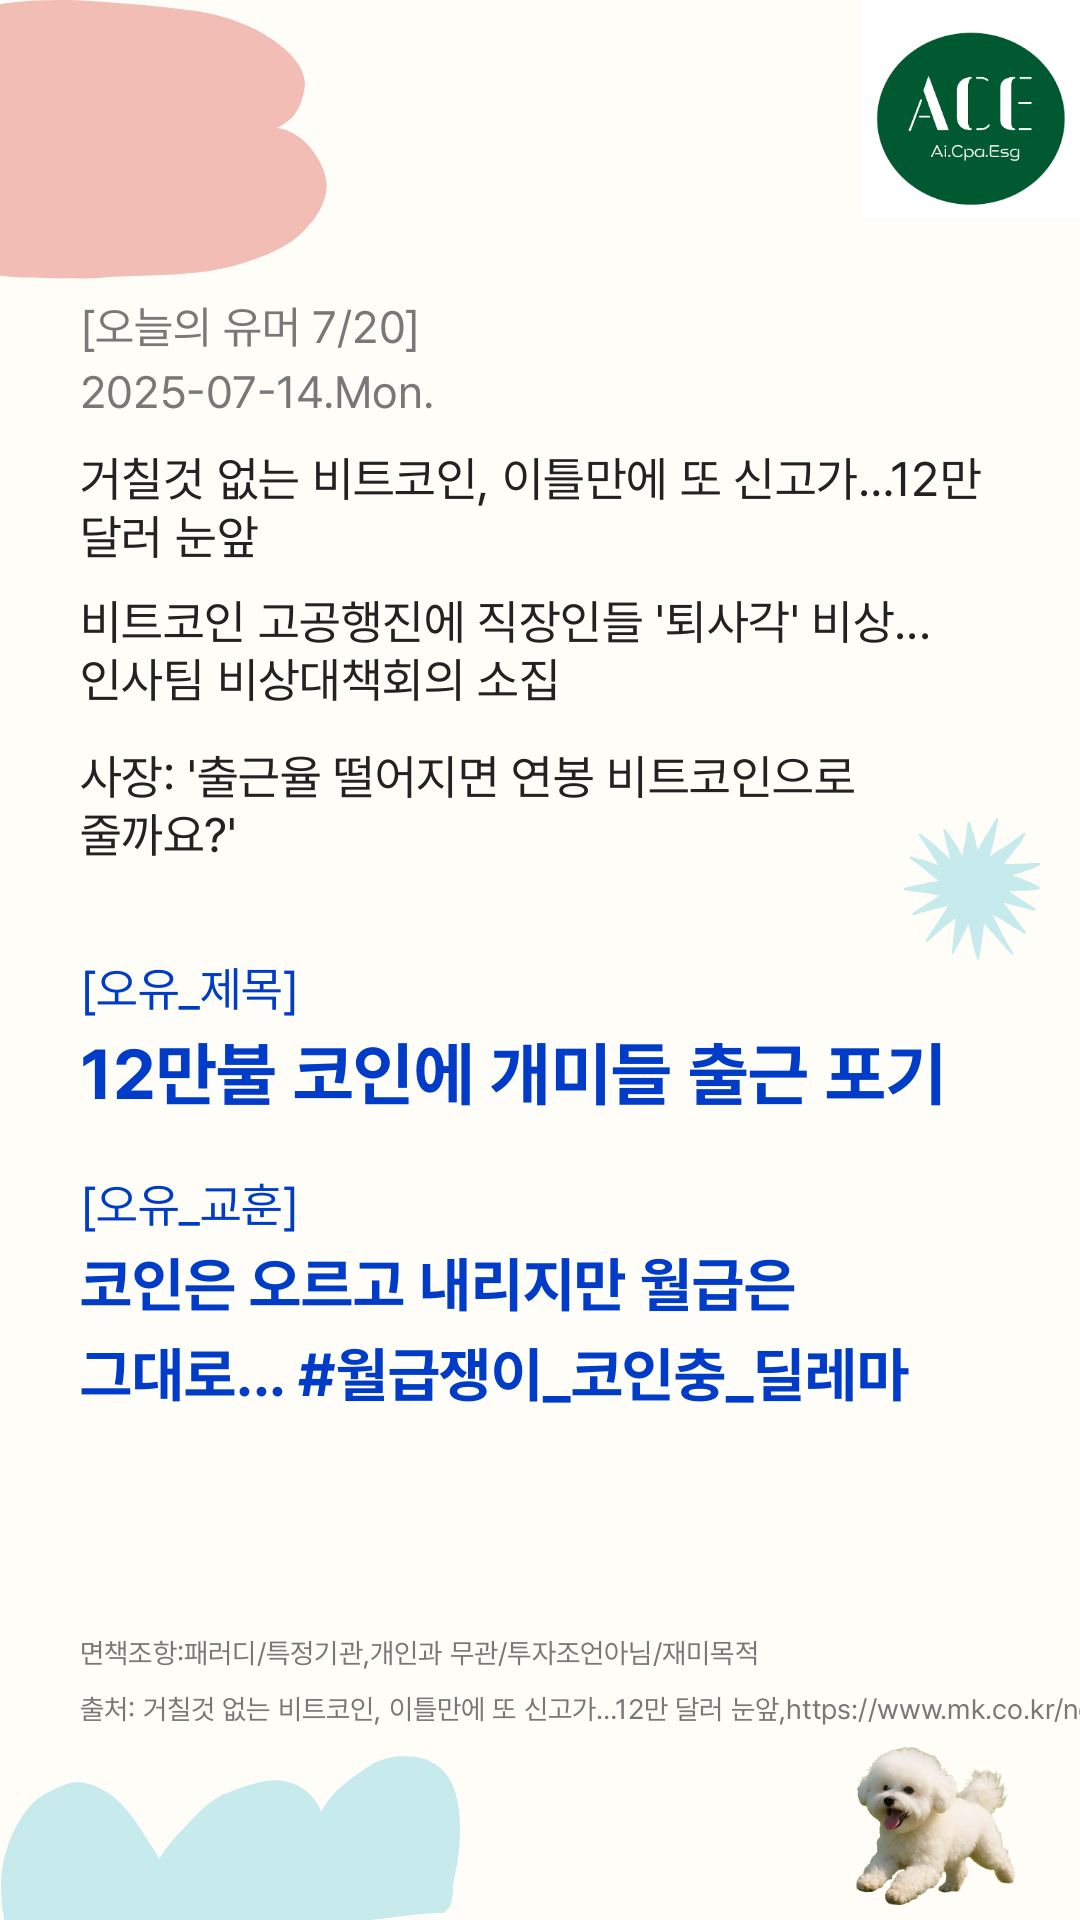 ACE
Ai.Cpa.Esg
[오늘의 유머 7/20]
2025-07-14.Mon.
거칠것 없는 비트코인, 이틀만에 또 신고가...12만
달러 눈앞
비트코인 고공행진에 직장인들 '퇴사각' 비상...
인사팀 비상대책회의 소집
사장: '출근율 떨어지면 연봉 비트코인으로
줄까요?'
[오유_제목]
12만불 코인에 개미들 출근 포기
[오유_교훈]
코인은 오르고 내리지만 월급은
그대로... #월급쟁이_코인충_딜레마
면책조항:패러디/특정기관,개인과 무관/투자조언아님/재미목적
출처: 거칠것 없는 비트코인, 이틀만에 또 신고가...12만 달러 눈앞,https://www.mk.co.kr/n